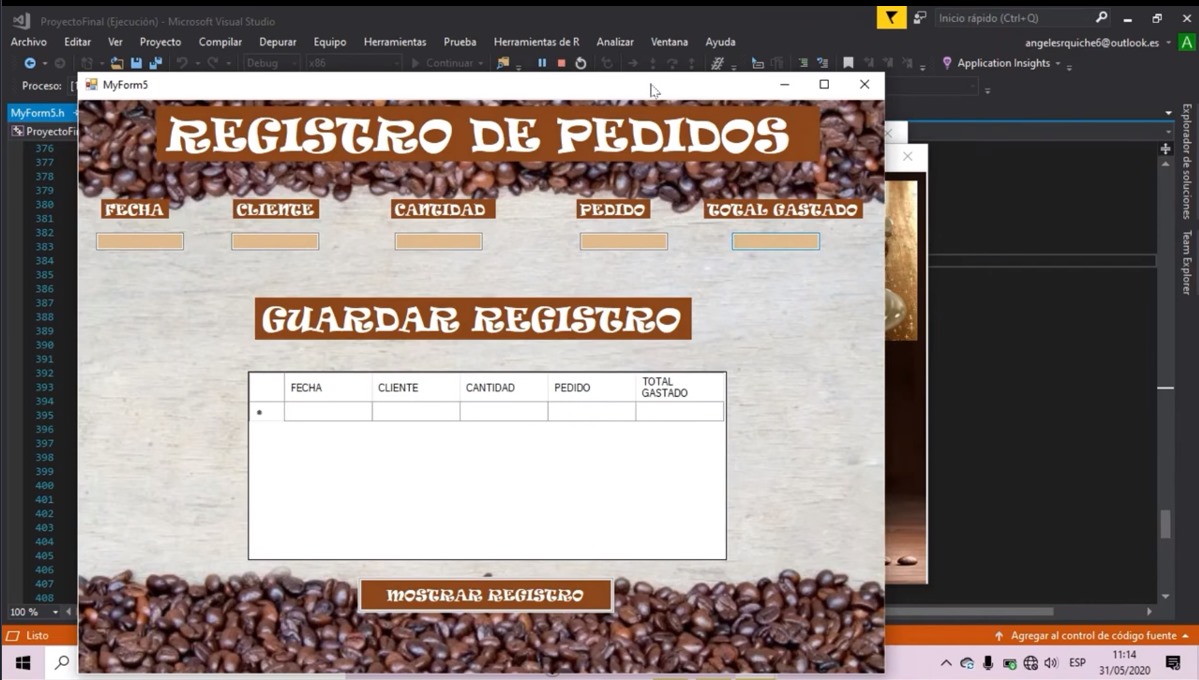 ProyectoFinal (Ejecución) - Microsoft Visual Studio
Inicio rápido (Ctrl+Q)
Archivo Editar Ver Proyecto Compilar Depurar Equipo Herramientas Prueba Herramientas de R Analizar Ventana Ayuda
angelesrquiche6@outlook.es A
Debug x86 Continuar Application Insights
Proceso:
MyForm5
MyForm5.h
REGISTRO DE PEDIDOS
FECHA CLIENTE CANTIDAD PEDIDO TOTAL GASTADO
GUARDAR REGISTRO
FECHA CLIENTE CANTIDAD PEDIDO TOTAL
GASTADO
MOSTRAR REGISTRO
376
377
378
379
380
381
382
383
384
385
386
387
388
389
390
391
392
393
394
395
396
397
398
399
400
401
402
403
404
405
406
407
408
Explorador de soluciones
Team Explorer
100 %
Listo
Agregar al control de código fuente
ESP
11:14
31/05/2020